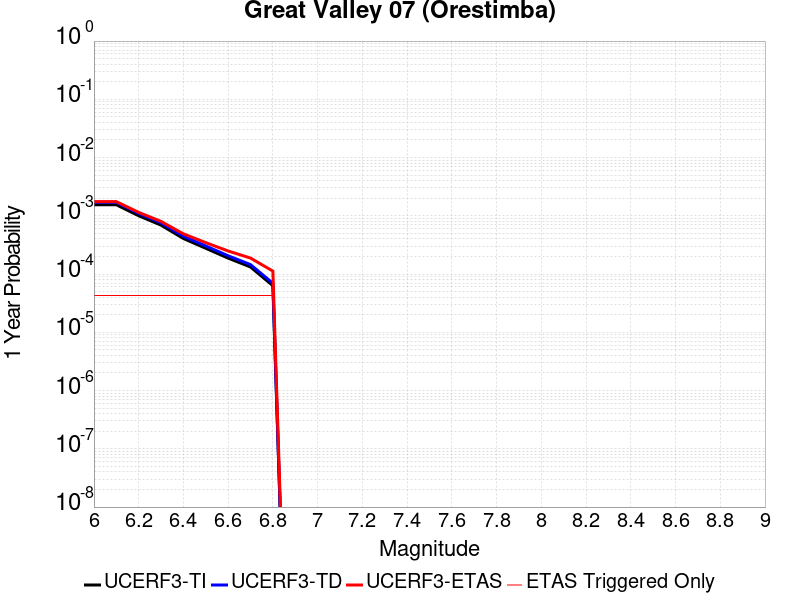 Great Valley 07 (Orestimba)
1 Year Probability
10^0
10^-1
10^-2
10^-3
10^-4
10^-5
10^-6
10^-7
10^-8
6 6.2 6.4 6.6 6.8 7 7.2 7.4 7.6 7.8 8 8.2 8.4 8.6 8.8 9
Magnitude
UCERF3-TI UCERF3-TD UCERF3-ETAS ETAS Triggered Only